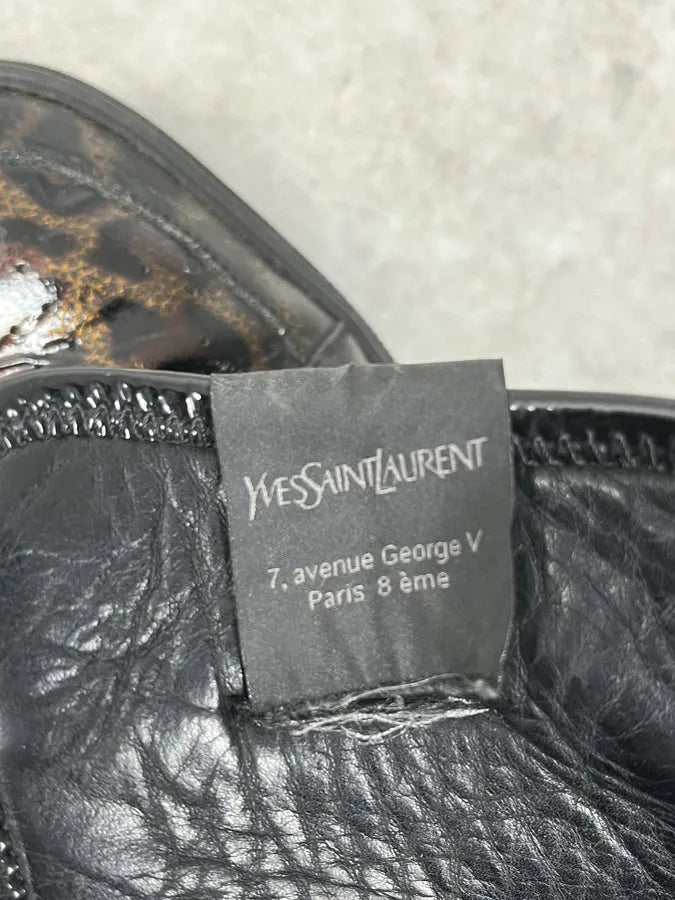 YVESSAINTLAURENT
7, avenue George V
Paris 8 ème